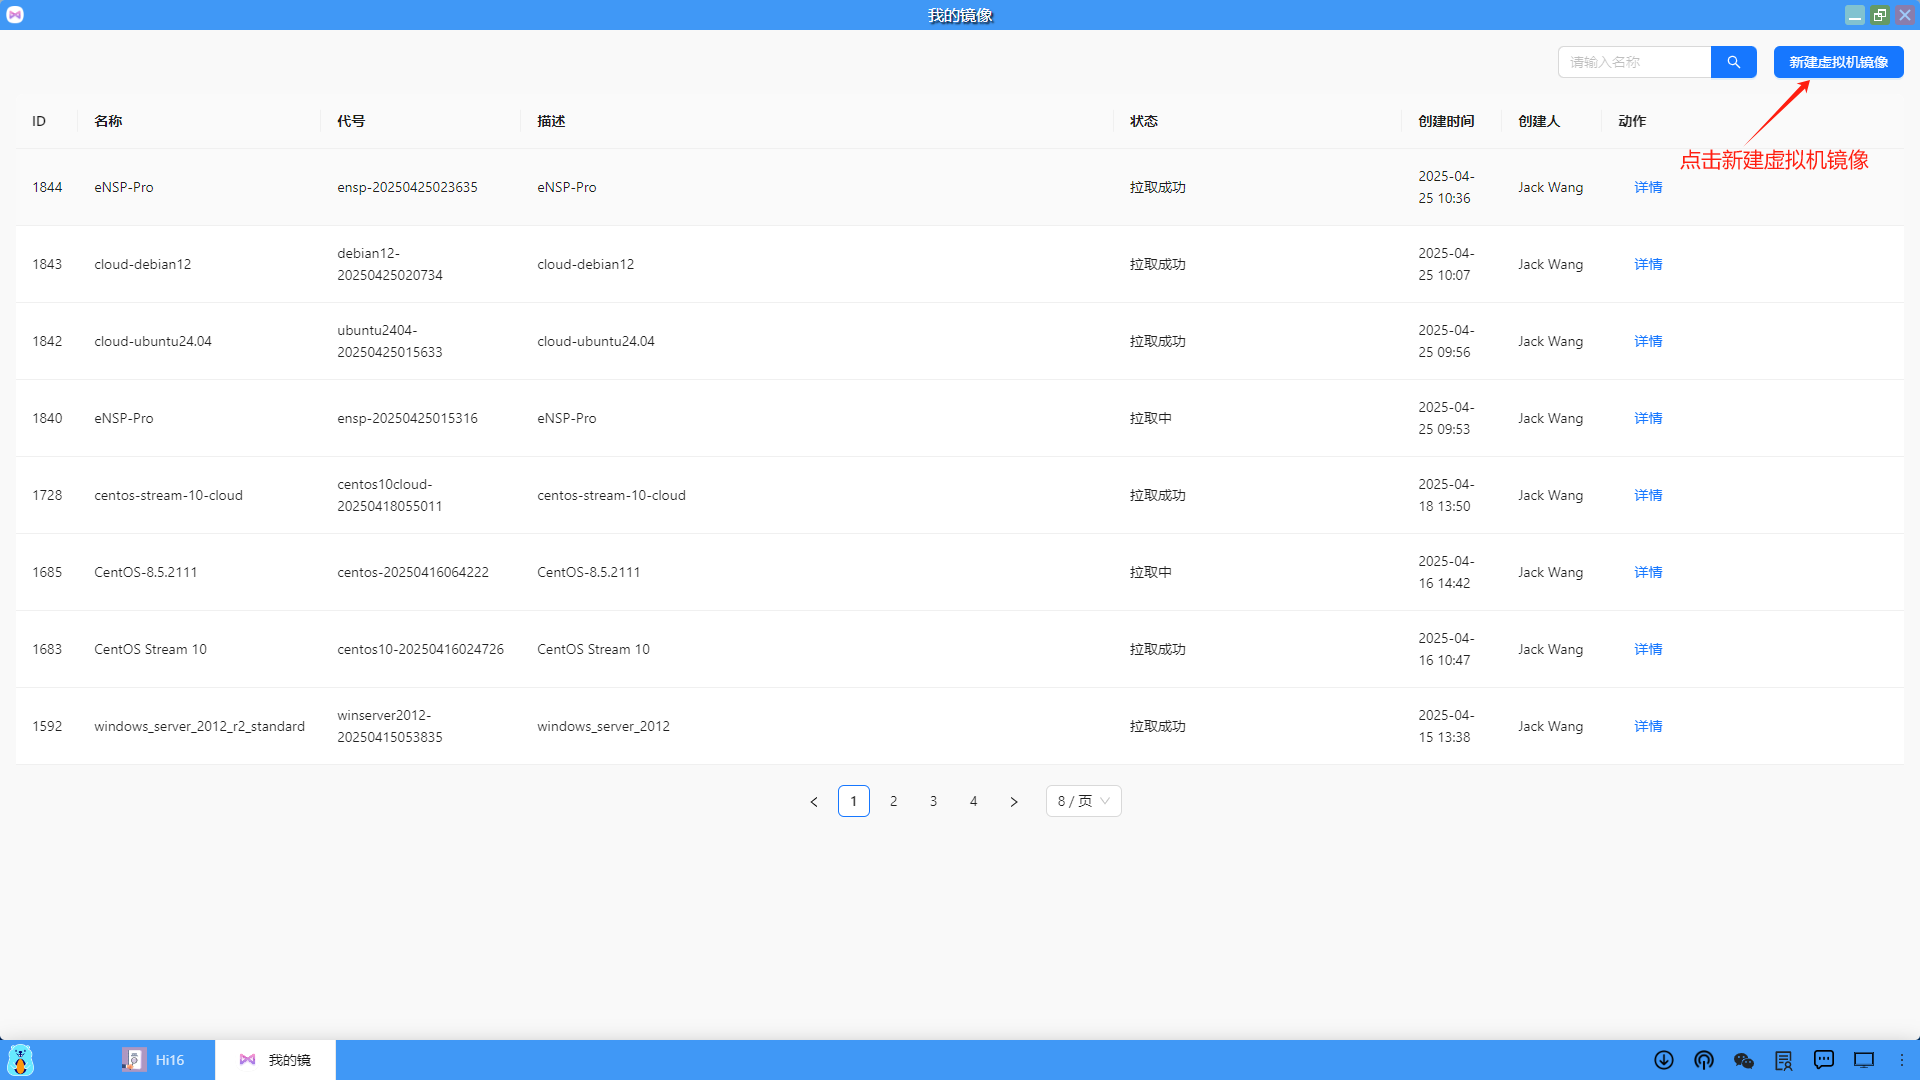 我的镜像
请输入名称
新建虚拟机镜像
ID 名称 代号 描述 状态 创建时间 创建人 动作
点击新建虚拟机镜像
1844 eNSP-Pro ensp-20250425023635 eNSP-Pro 拉取成功 2025-04-
25 10:36 Jack Wang 详情
1843 cloud-debian12 debian12-
20250425020734 cloud-debian12 拉取成功 2025-04-
25 10:07 Jack Wang 详情
1842 cloud-ubuntu24.04 ubuntu2404-
20250425015633 cloud-ubuntu24.04 拉取成功 2025-04-
25 09:56 Jack Wang 详情
1840 eNSP-Pro ensp-20250425015316 eNSP-Pro 拉取中 2025-04-
25 09:53 Jack Wang 详情
1728 centos-stream-10-cloud centos10cloud-
20250418055011 centos-stream-10-cloud 拉取成功 2025-04-
18 13:50 Jack Wang 详情
1685 CentOS-8.5.2111 centos-20250416064222 CentOS-8.5.2111 拉取中 2025-04-
16 14:42 Jack Wang 详情
1683 CentOS Stream 10 centos10-20250416024726 CentOS Stream 10 拉取成功 2025-04-
16 10:47 Jack Wang 详情
1592 windows_server_2012_r2_standard winserver2012-
20250415053835 windows_server_2012 拉取成功 2025-04-
15 13:38 Jack Wang 详情
1 2 3 4 8 / 页
Hi16 我的镜